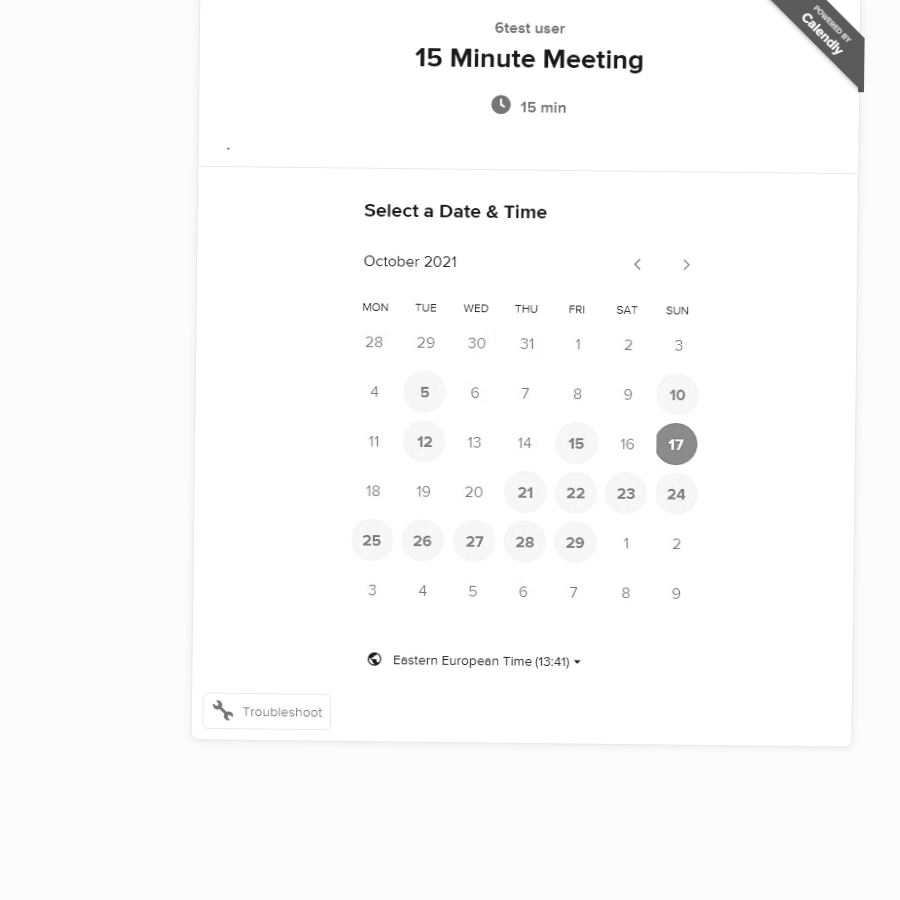 6test user
POWERED BY
Calendly
15 Minute Meeting
15 min
.
Select a Date & Time
October 2021
MON TUE WED THU FRI SAT SUN
28 29 30 31 1 2 3
4 5 6 7 8 9 10
11 12 13 14 15 16 17
18 19 20 21 22 23 24
25 26 27 28 29 1 2
3 4 5 6 7 8 9
Eastern European Time (13:41)
Troubleshoot